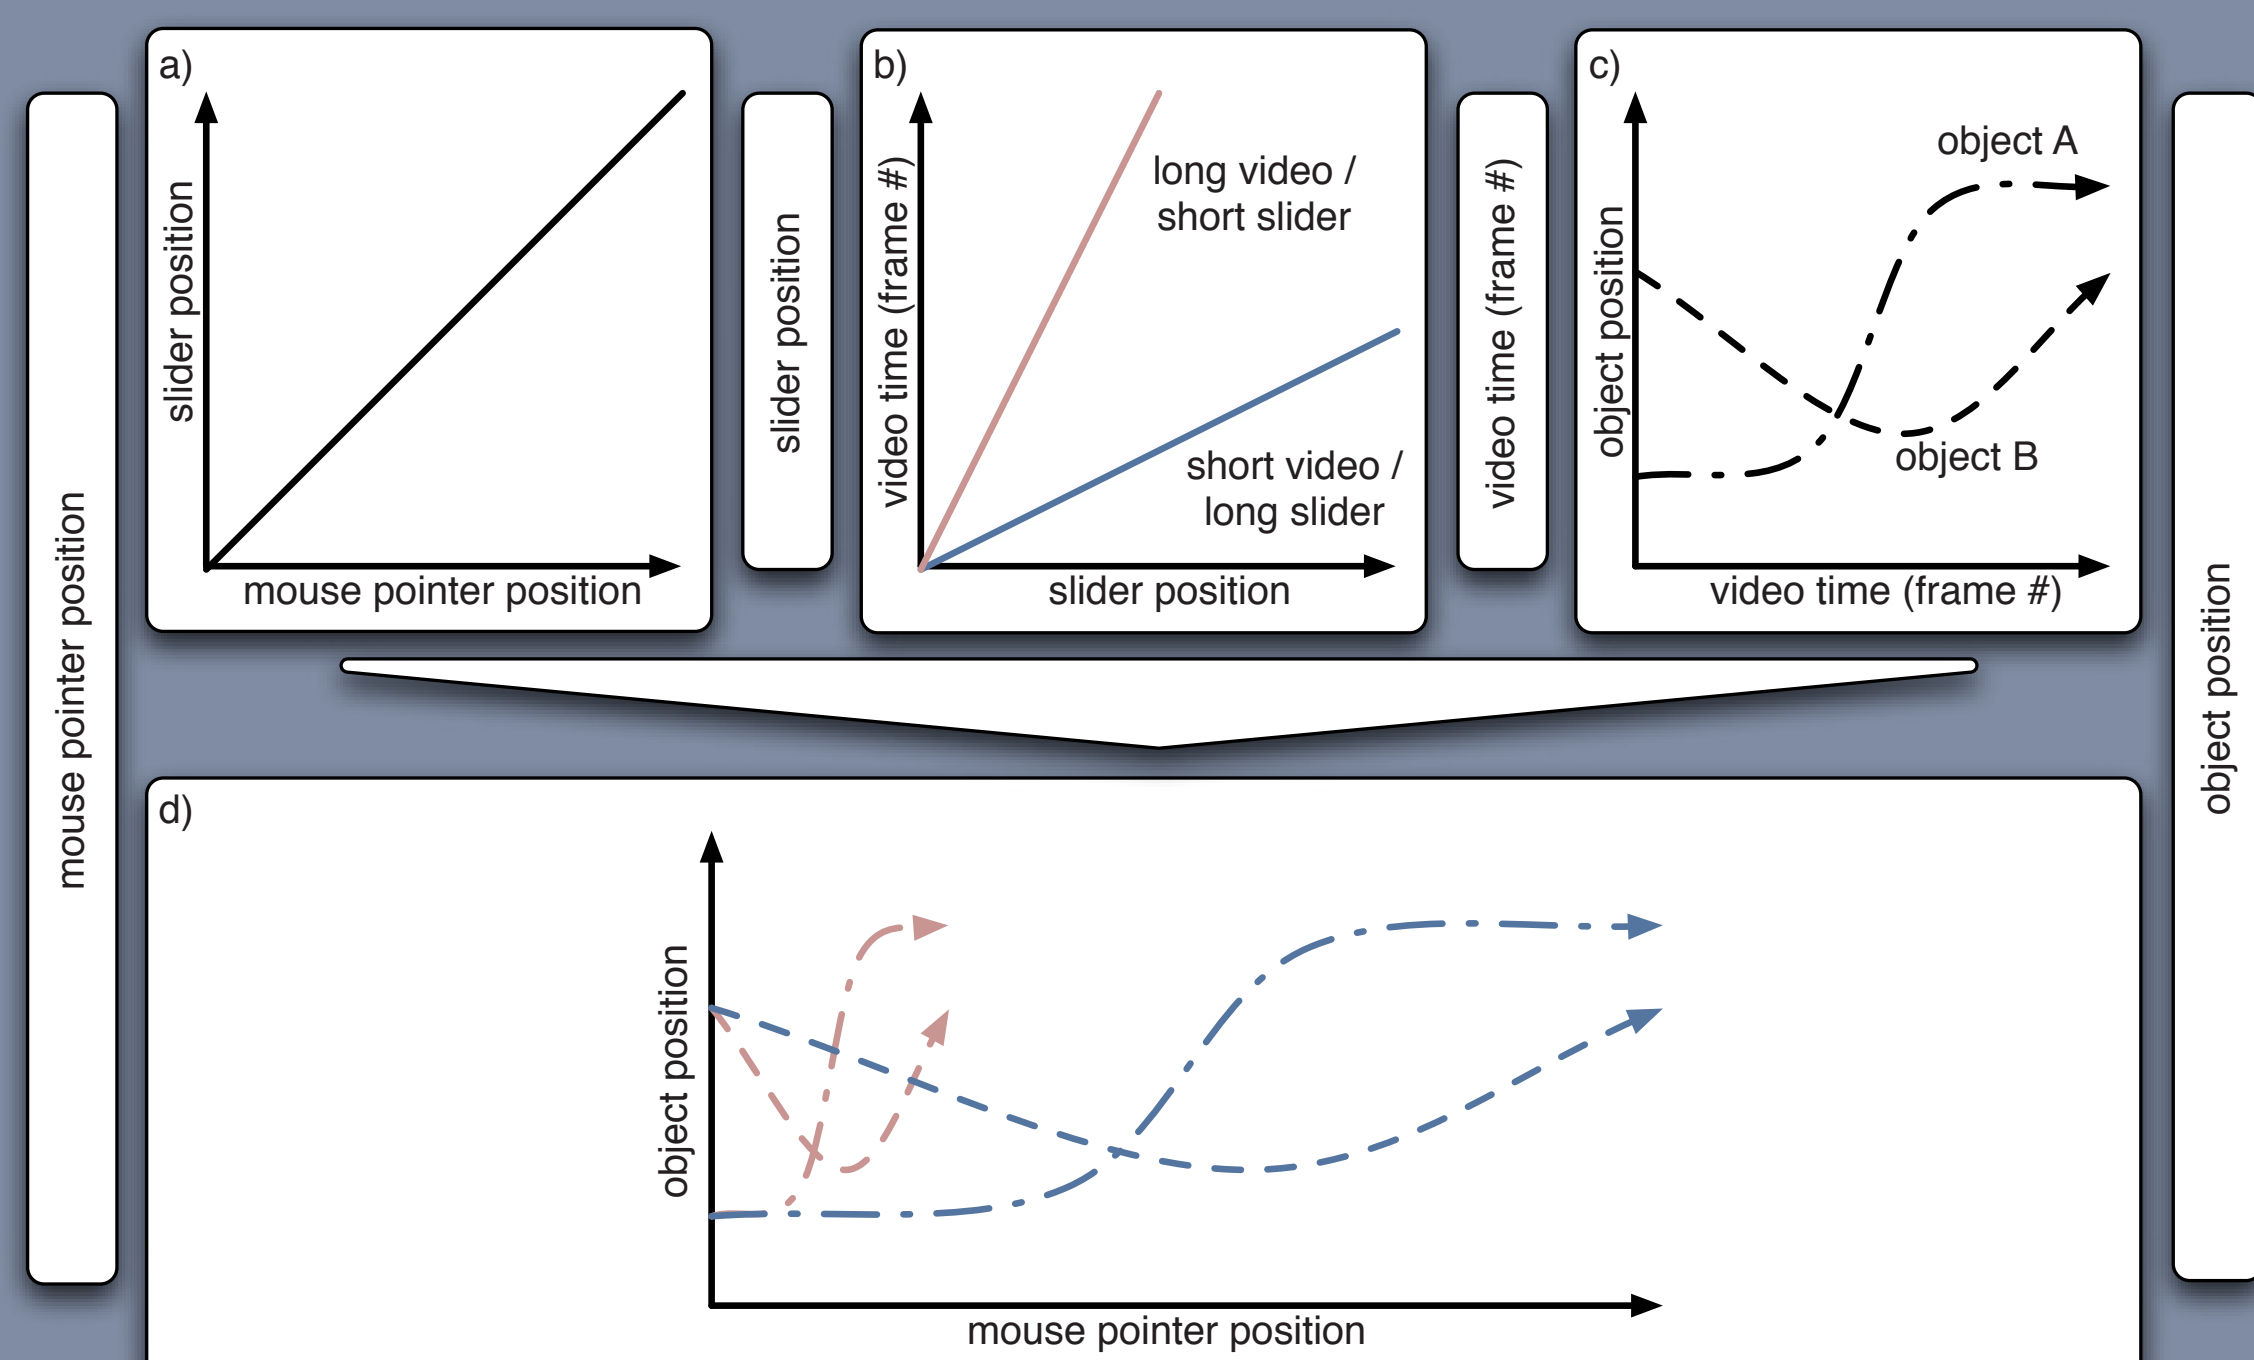 mouse pointer position
a)
slider position
mouse pointer position
slider position
b)
video time (frame #)
long video /
short slider
short video /
long slider
slider position
video time (frame #)
c)
object position
object A
object B
video time (frame #)
object position
d)
object position
mouse pointer position